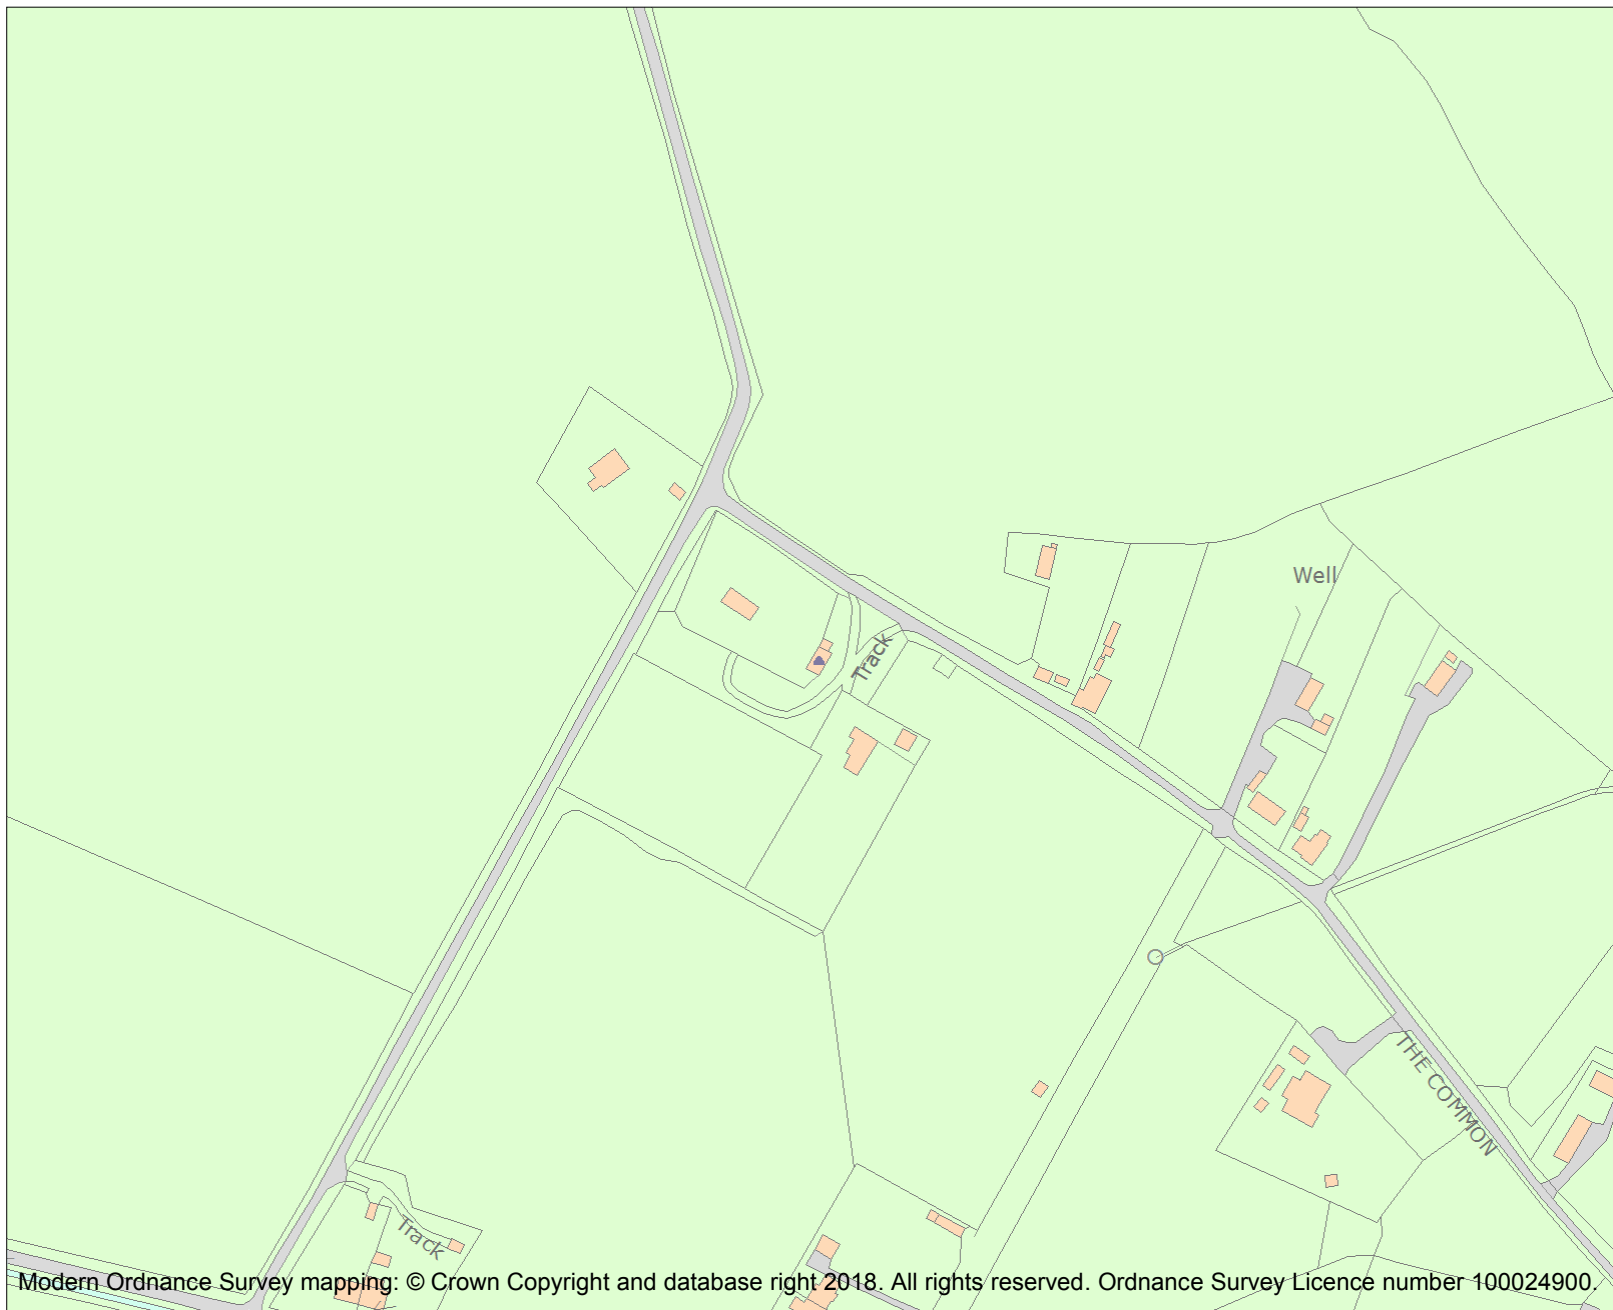 Well
Track
THE COMMON
Track
Modern Ordnance Survey mapping: © Crown Copyright and database right 2018. All rights reserved. Ordnance Survey Licence number 100024900.